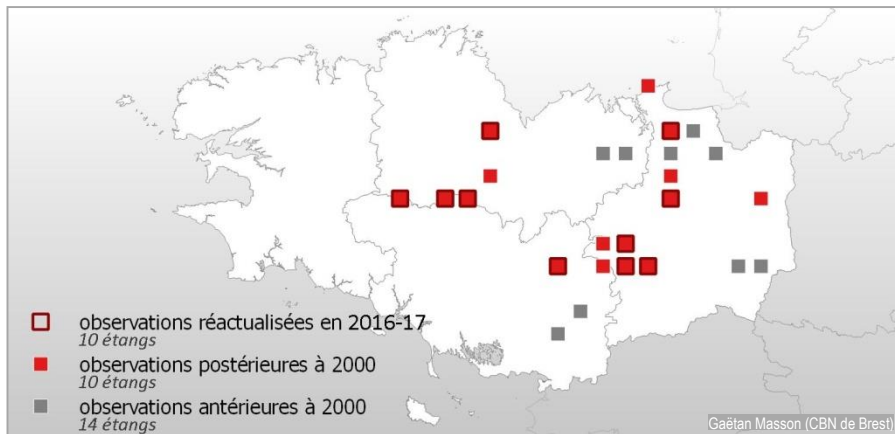 observations réactualisées en 2016-17
10 étangs
observations postérieures à 2000
10 étangs
observations antérieures à 2000
14 étangs
Gaëtan Masson (CBN de Brest)